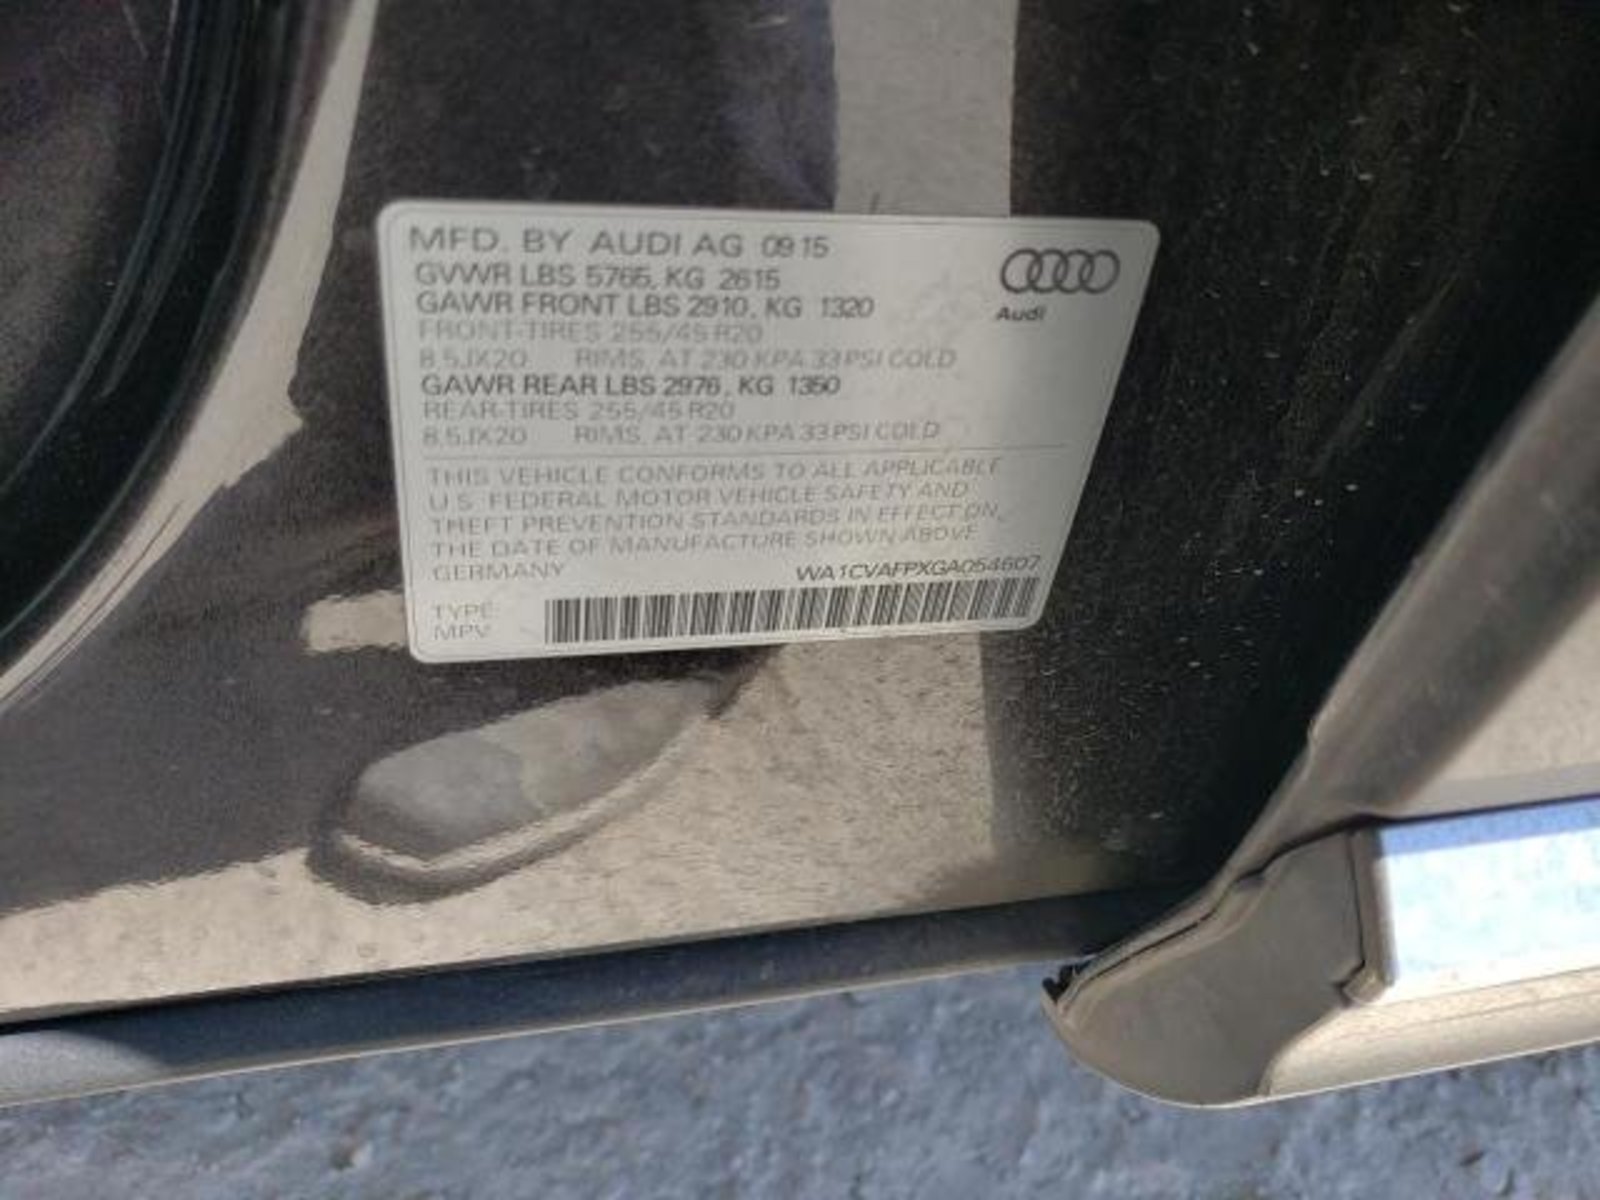 MFD. BY AUDI AG 09 15
GVWR LBS 5765, KG 2615
GAWR FRONT LBS 2910, KG 1320
FRONT-TIRES 255/45 R20
8.5JX20 RIMS, AT 230 KPA 33 PSI COLD
GAWR REAR LBS 2976, KG 1350
REAR-TIRES 255/45 R20
8.5JX20 RIMS, AT 230 KPA 33 PSI COLD
Audi
THIS VEHICLE CONFORMS TO ALL APPLICABLE
U.S. FEDERAL MOTOR VEHICLE SAFETY AND
THEFT PREVENTION STANDARDS IN EFFECT ON
THE DATE OF MANUFACTURE SHOWN ABOVE
GERMANY WA1CVAFPXGA054607
TYPE
MPV